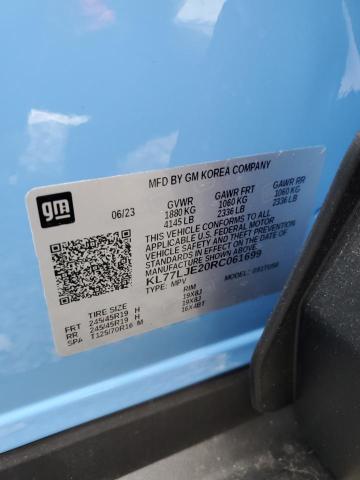 gm
MFD BY GM KOREA COMPANY
06/23 GVWR GAWR FRT GAWR RR
1880 KG 1060 KG 1060 KG
4145 LB 2336 LB 2336 LB
THIS VEHICLE CONFORMS TO ALL
APPLICABLE U.S. FEDERAL MOTOR
VEHICLE SAFETY AND THEFT
PREVENTION STANDARDS IN EFFECT ON THE DATE OF
MANUFACTURE SHOWN ABOVE.
KL77LJE20RC061699
TYPE: MPV MODEL:
TIRE SIZE RIM
FRT 245/45R19 H 19X8J
RR 245/45R19 H 19X8J
SPA T125/70R16 M 16X4BT